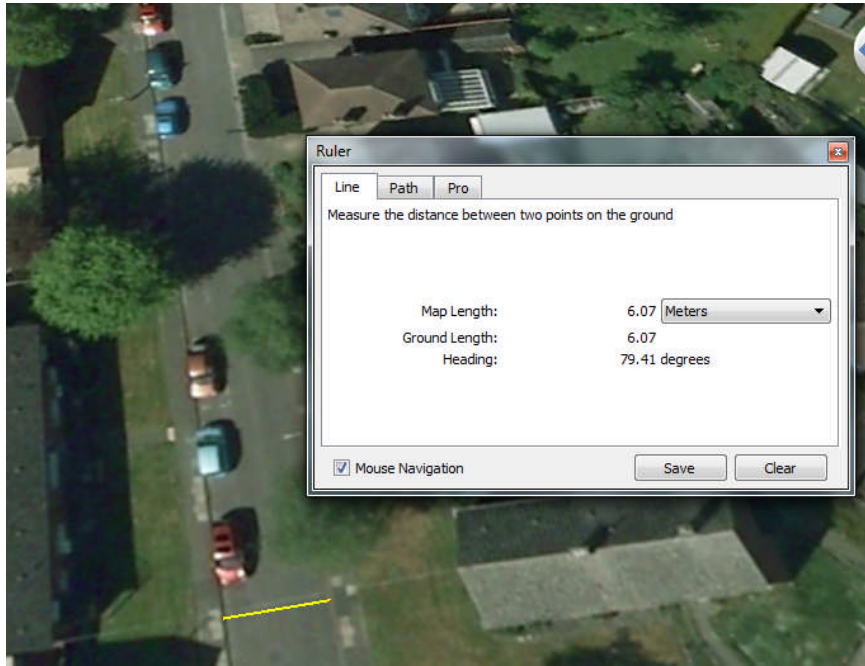 Ruler
Line Path Pro
Measure the distance between two points on the ground
Map Length: 6.07 Meters
Ground Length: 6.07
Heading: 79.41 degrees
Mouse Navigation Save Clear